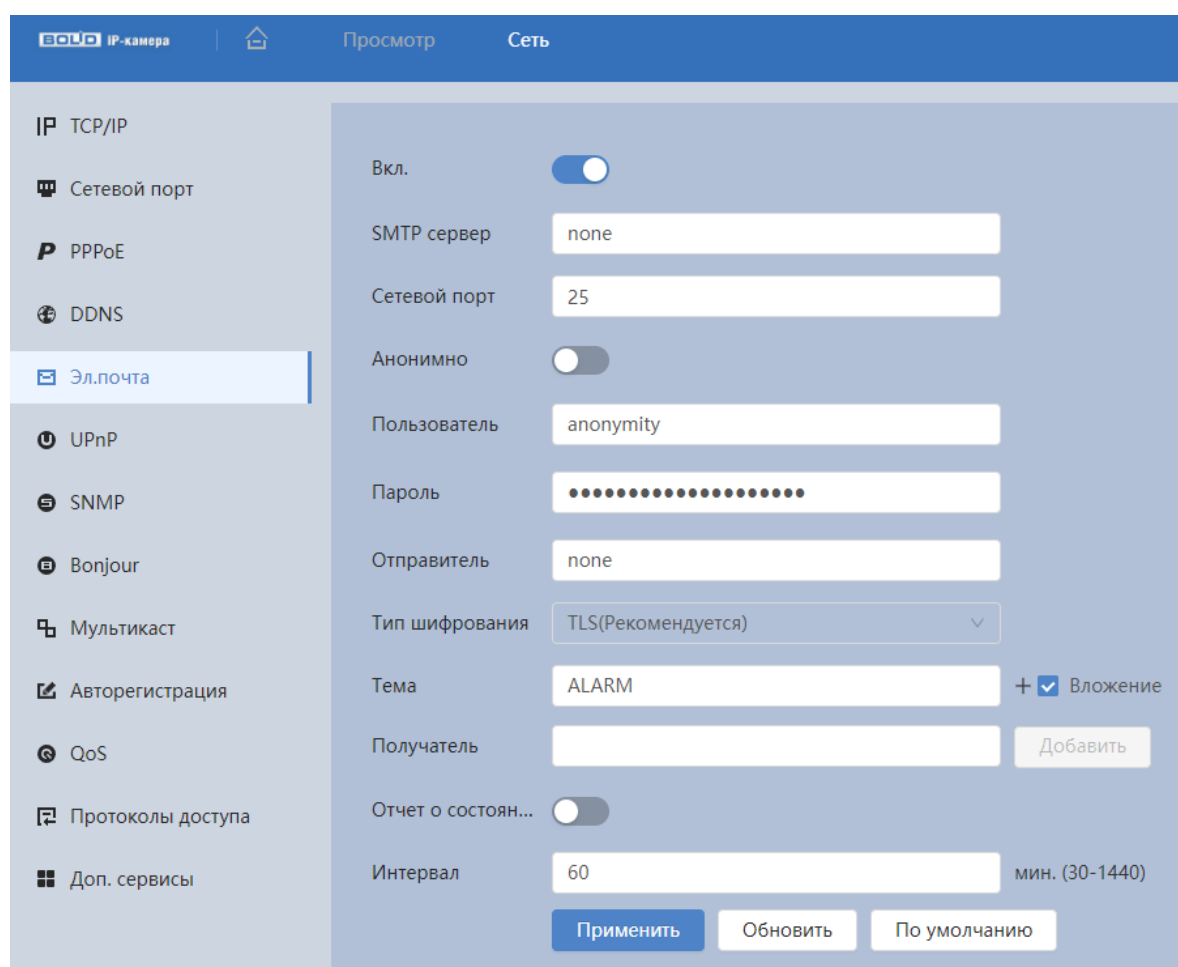 BOLID IP-камера
Просмотр
Сеть
TCP/IP
Сетевой порт
PPPoE
DDNS
Эл.почта
UPnP
SNMP
Bonjour
Мультикаст
Авторегистрация
QoS
Протоколы доступа
Доп. сервисы
Вкл.
SMTP сервер none
Сетевой порт 25
Анонимно
Пользователь anonymity
Пароль ••••••••••••••••••••
Отправитель none
Тип шифрования TLS(Рекомендуется)
Тема ALARM + Вложение
Получатель Добавить
Отчет о состоян...
Интервал 60 мин. (30-1440)
Применить Обновить По умолчанию